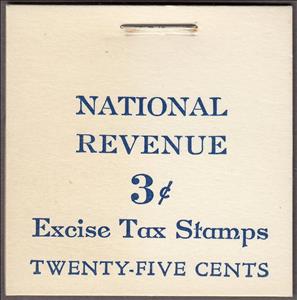 NATIONAL
REVENUE
3¢
Excise Tax Stamps
TWENTY-FIVE CENTS